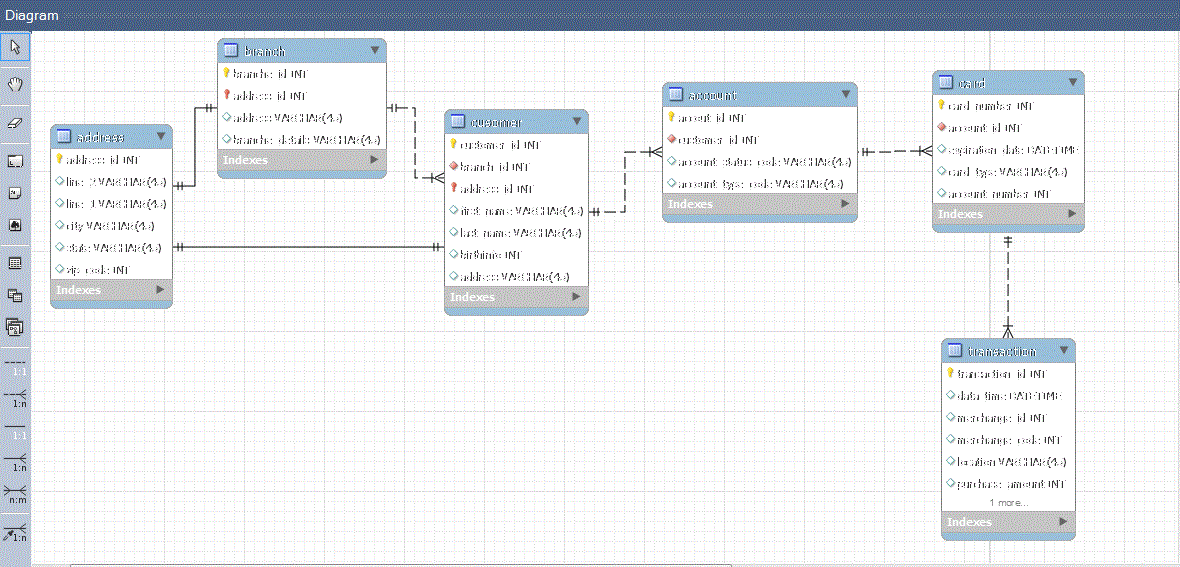 Diagram
branch
branch_id INT
address_id INT
address VARCHAR(45)
branch_details VARCHAR(45)
Indexes
address
address_id INT
line_2 VARCHAR(45)
line_1 VARCHAR(45)
city VARCHAR(45)
state VARCHAR(45)
zip_code INT
Indexes
customer
customer_id INT
branch_id INT
address_id INT
first_name VARCHAR(45)
last_name VARCHAR(45)
INT
address VARCHAR(45)
Indexes
account
account_id INT
customer_id INT
account_status_code VARCHAR(45)
account_type_code VARCHAR(45)
Indexes
card
card_number INT
account_id INT
expiration_date DATETIME
card_type VARCHAR(45)
account_number INT
Indexes
transaction
transaction_id INT
DATETIME
INT
INT
location VARCHAR(45)
purchase_amount INT
1 more...
Indexes
1:1
1:n
1:1
1:n
n:m
1:n